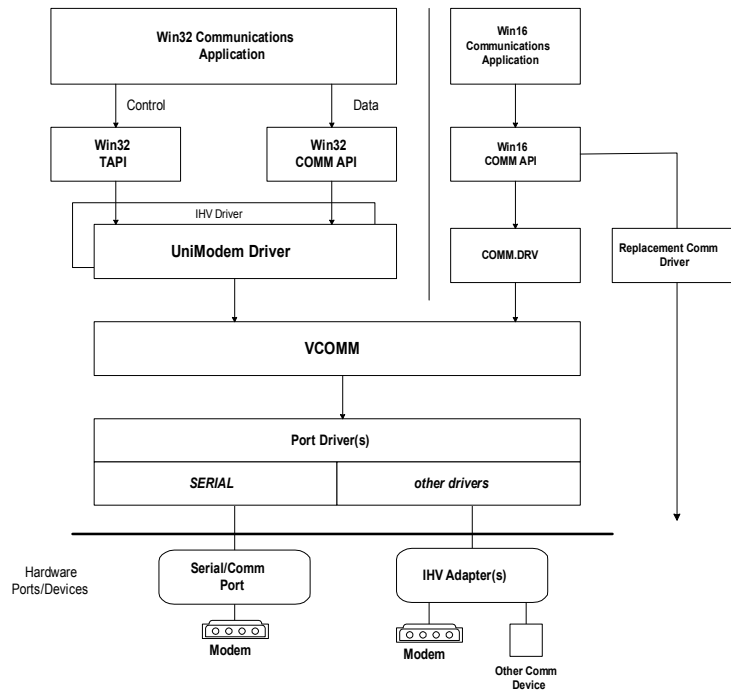 Win32 Communications
Application
Win16
Communications
Application
Control
Data
Win32
TAPI
Win32
COMM API
Win16
COMM API
IHV Driver
UniModem Driver
COMM.DRV
Replacement Comm
Driver
VCOMM
Port Driver(s)
SERIAL
other drivers
Hardware
Ports/Devices
Serial/Comm
Port
IHV Adapter(s)
Modem
Modem
Other Comm
Device